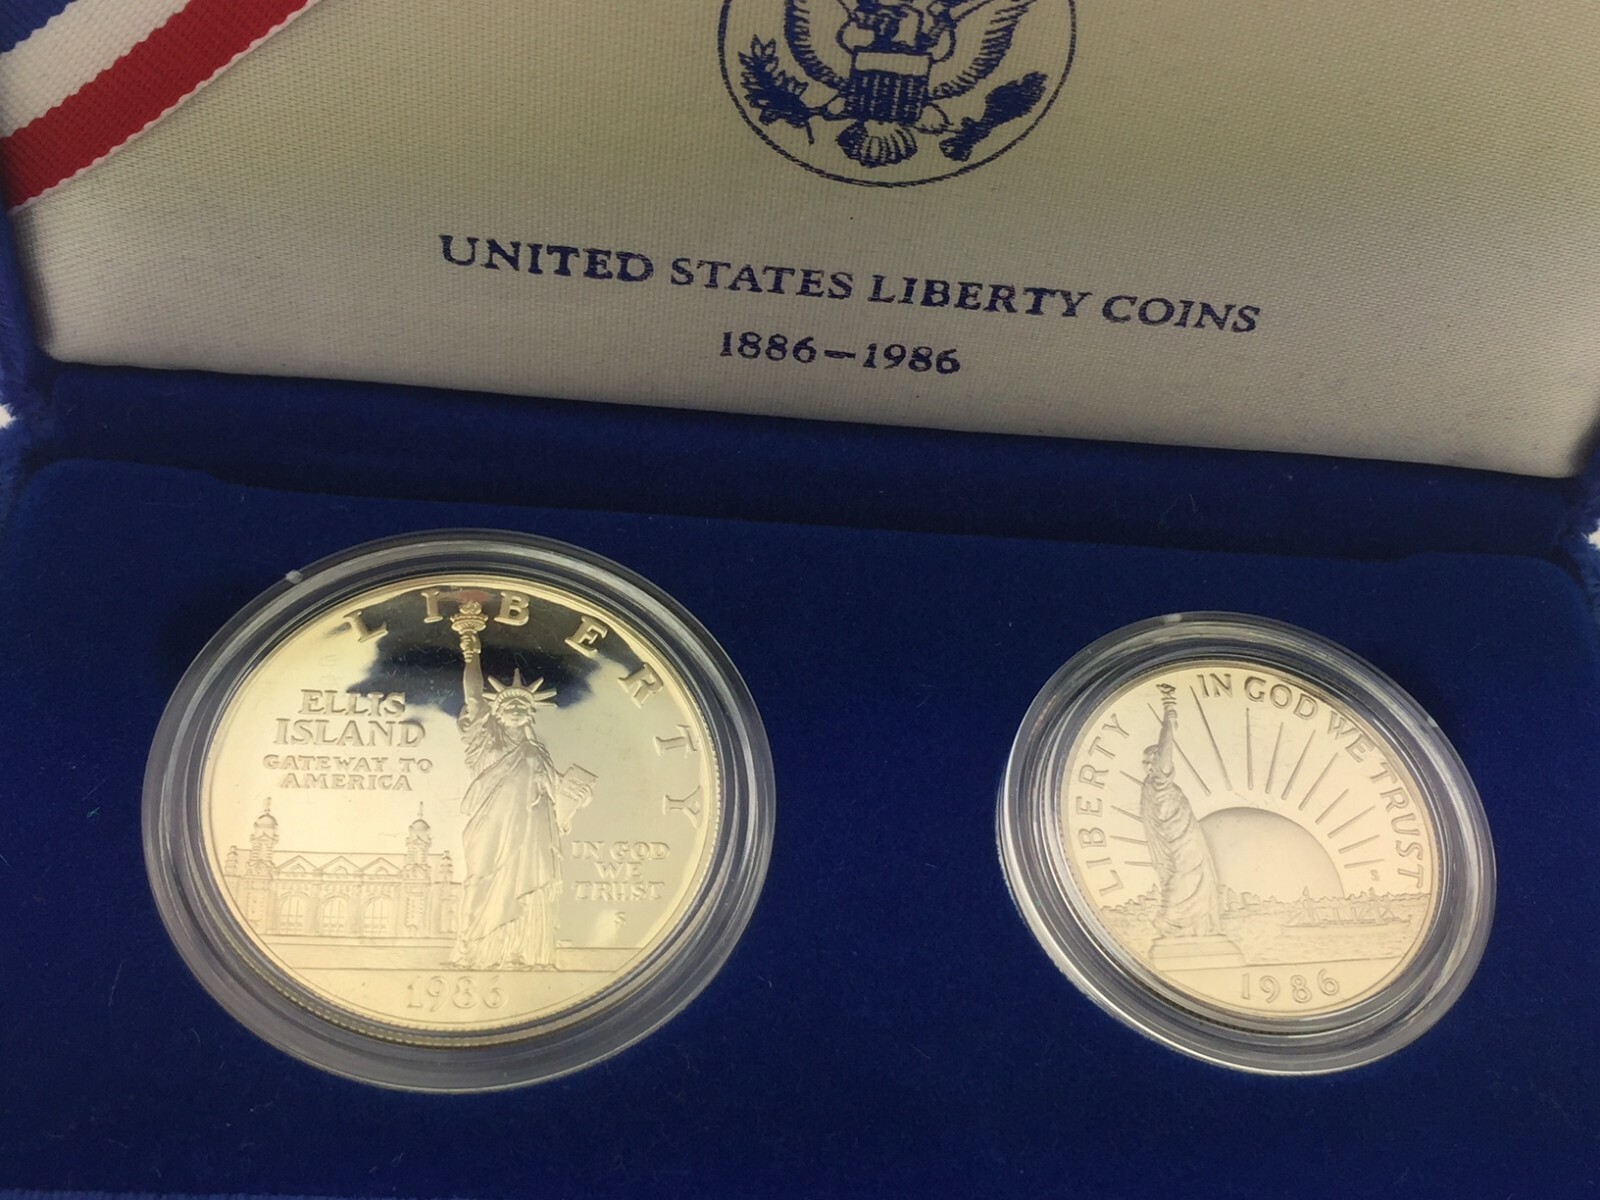 UNITED STATES LIBERTY COINS
1886-1986
LIBERTY
ELLIS
ISLAND
GATEWAY TO
AMERICA
IN GOD
WE
TRUST
S
1986
LIBERTY
IN GOD WE TRUST
S
1986